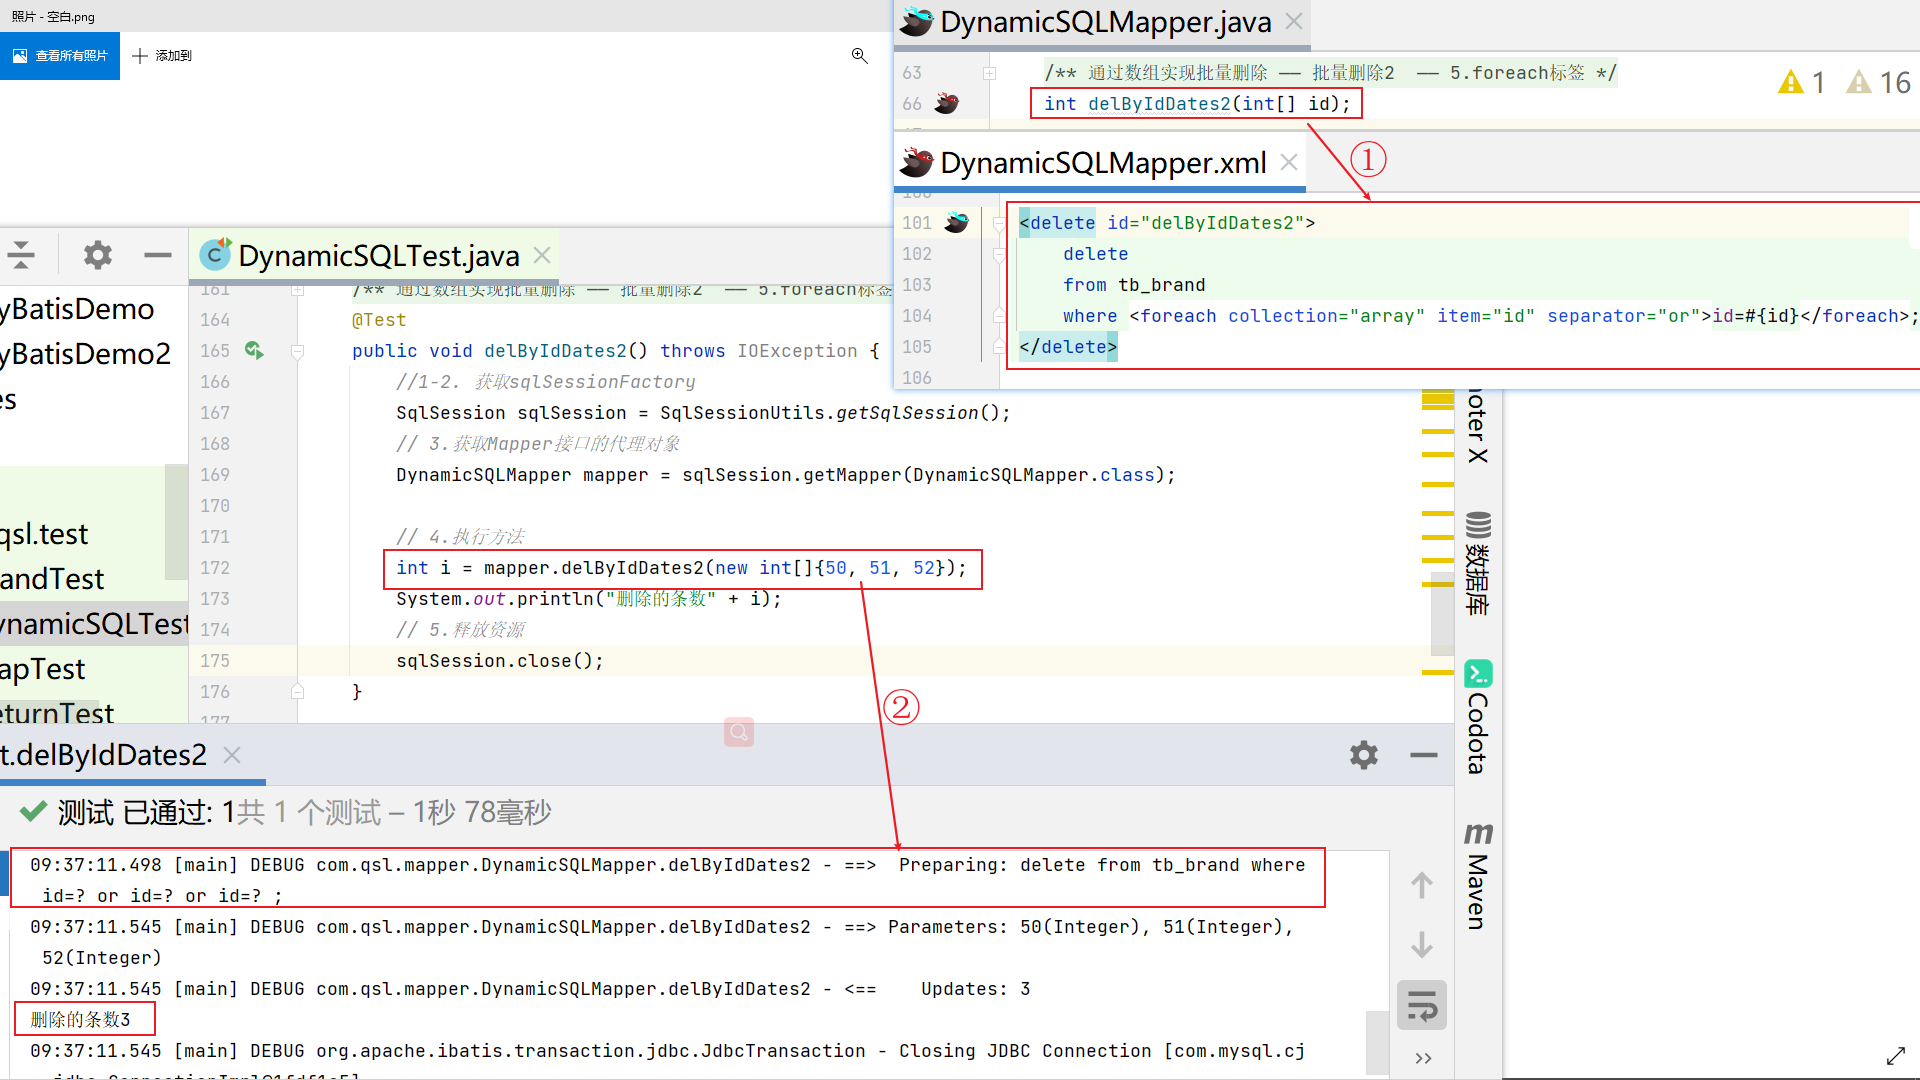 照片 - 空白.png
查看所有照片
添加到
DynamicSQLMapper.java
63 /** 通过数组实现批量删除 —— 批量删除2 —— 5.foreach标签 */
66 int delByIdDates2(int[] id);
1 16
①
DynamicSQLMapper.xml
101 <delete id="delByIdDates2">
102 delete
103 from tb_brand
104 where <foreach collection="array" item="id" separator="or">id=#{id}</foreach>;
105 </delete>
106
DynamicSQLTest.java
yBatisDemo
yBatisDemo2
es
qsl.test
andTest
ynamicSQLTest
apTest
eturnTest
161 /** 通过数组实现批量删除 —— 批量删除2 —— 5.foreach标签
164 @Test
165 public void delByIdDates2() throws IOException {
166 //1-2. 获取sqlSessionFactory
167 SqlSession sqlSession = SqlSessionUtils.getSqlSession();
168 // 3.获取Mapper接口的代理对象
169 DynamicSQLMapper mapper = sqlSession.getMapper(DynamicSQLMapper.class);
170
171 // 4.执行方法
172 int i = mapper.delByIdDates2(new int[]{50, 51, 52});
173 System.out.println("删除的条数" + i);
174 // 5.释放资源
175 sqlSession.close();
176 }
177
②
noter X
数据库
Codota
Maven
t.delByIdDates2
测试 已通过: 1共 1 个测试 – 1秒 78毫秒
09:37:11.498 [main] DEBUG com.qsl.mapper.DynamicSQLMapper.delByIdDates2 - ==>  Preparing: delete from tb_brand where
id=? or id=? or id=? ;
09:37:11.545 [main] DEBUG com.qsl.mapper.DynamicSQLMapper.delByIdDates2 - ==> Parameters: 50(Integer), 51(Integer),
52(Integer)
09:37:11.545 [main] DEBUG com.qsl.mapper.DynamicSQLMapper.delByIdDates2 - <==    Updates: 3
删除的条数3
09:37:11.545 [main] DEBUG org.apache.ibatis.transaction.jdbc.JdbcTransaction - Closing JDBC Connection [com.mysql.cj